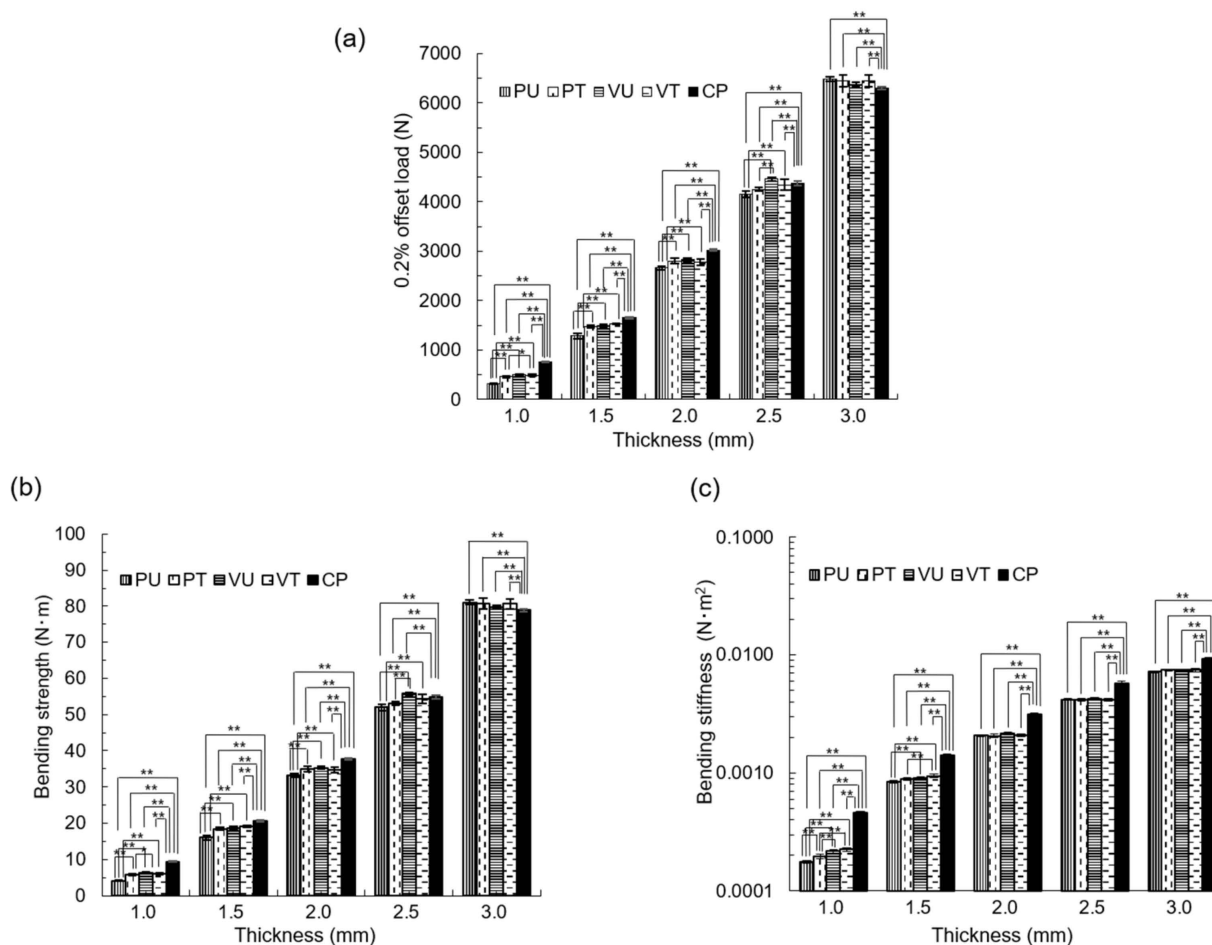 (a)
7000
6000
5000
4000
3000
2000
1000
0
0.2% offset load (N)
PU PT VU VT CP
** ** ** ** ** ** ** *
** ** ** ** ** ** **
** ** ** ** ** ** **
** ** ** ** ** ** **
** ** ** **
1.0 1.5 2.0 2.5 3.0
Thickness (mm)
(b)
100
90
80
70
60
50
40
30
20
10
0
Bending strength (N·m)
PU PT VU VT CP
** ** ** ** ** ** *
** ** ** ** ** ** **
** ** ** ** ** ** **
** ** ** ** ** **
** ** ** **
1.0 1.5 2.0 2.5 3.0
Thickness (mm)
(c)
0.1000
0.0100
0.0010
0.0001
Bending stiffness (N·m²)
PU PT VU VT CP
** ** ** ** ** ** ** ** **
** ** ** ** ** ** **
** ** ** **
** ** ** **
** ** ** **
1.0 1.5 2.0 2.5 3.0
Thickness (mm)